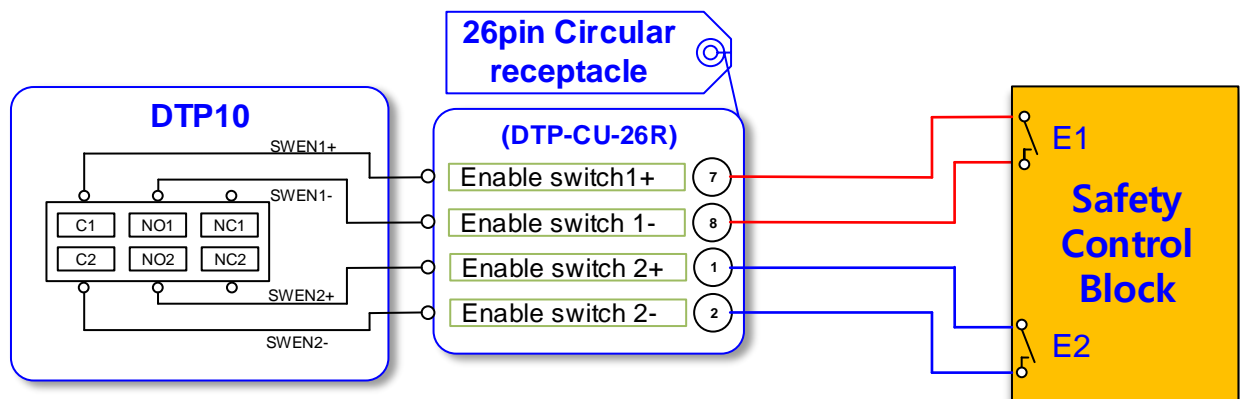 26pin Circular
receptacle
DTP10
(DTP-CU-26R)
SWEN1+
SWEN1-
C1 NO1 NC1
C2 NO2 NC2
SWEN2+
SWEN2-
Enable switch1+ 7
Enable switch 1- 8
Enable switch 2+ 1
Enable switch 2- 2
E1
Safety
Control
Block
E2